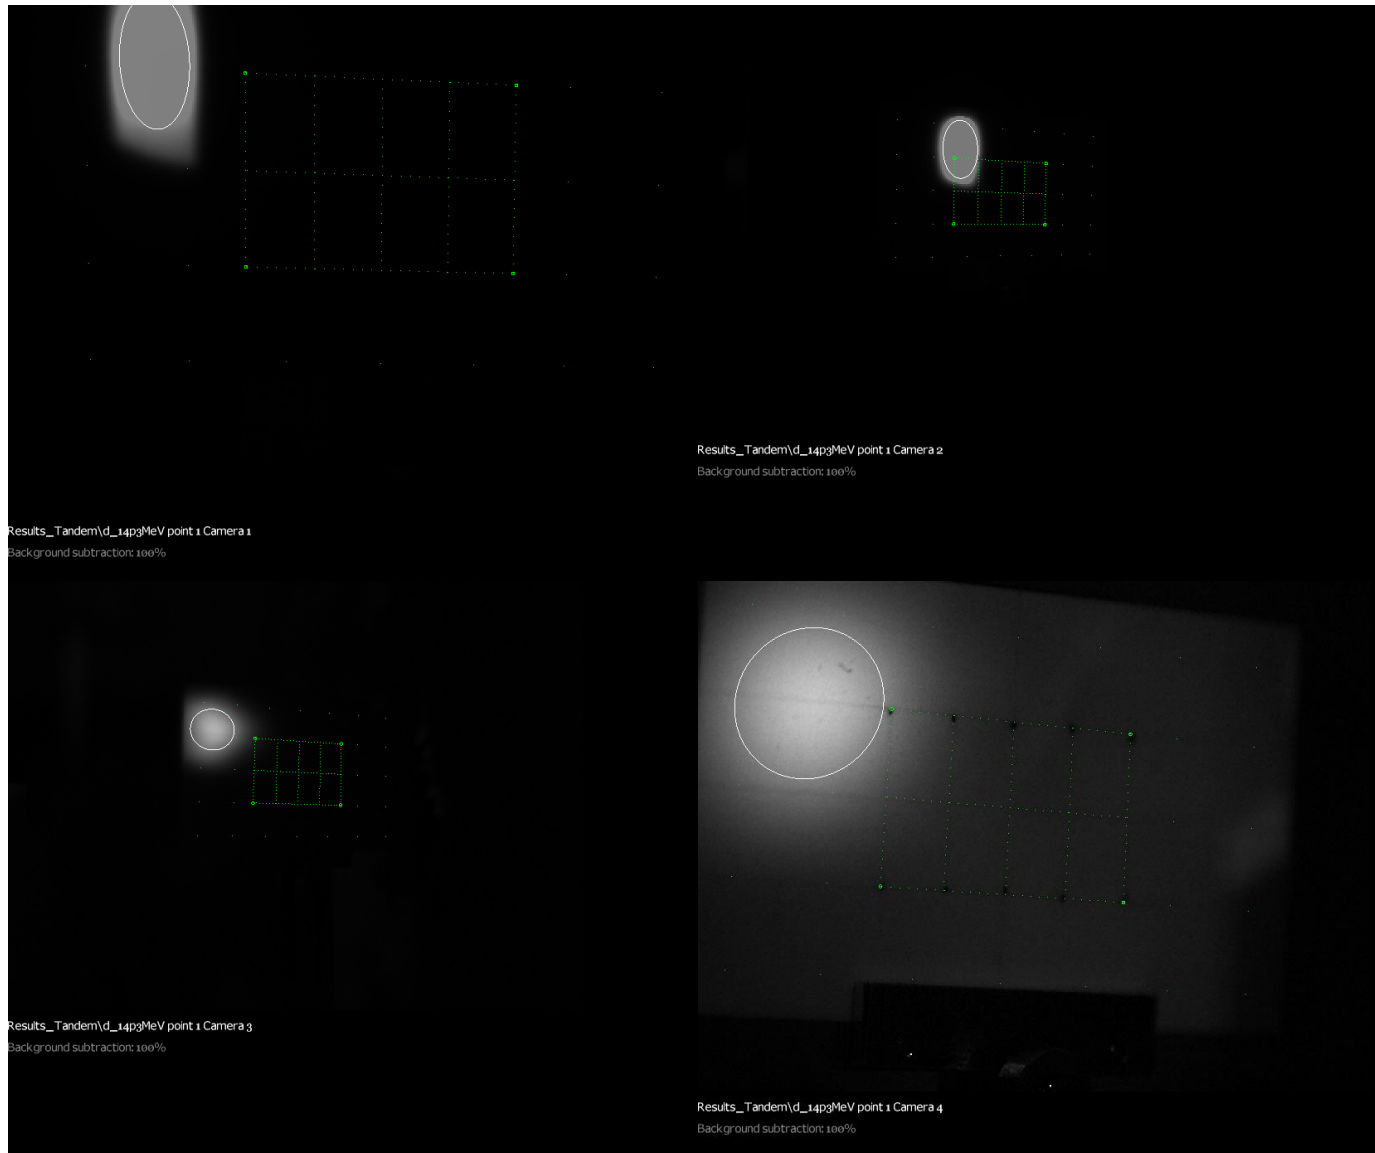 Results_Tandem\d_14p3MeV point 1 Camera 1
Background subtraction: 100%
Results_Tandem\d_14p3MeV point 1 Camera 2
Background subtraction: 100%
Results_Tandem\d_14p3MeV point 1 Camera 3
Background subtraction: 100%
Results_Tandem\d_14p3MeV point 1 Camera 4
Background subtraction: 100%